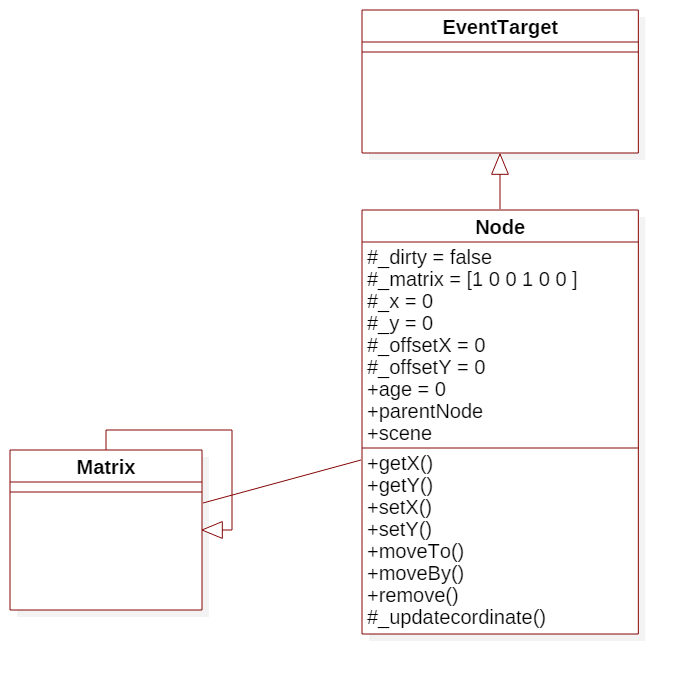 EventTarget
Node
#_dirty = false
#_matrix = [1 0 0 1 0 0 ]
#_x = 0
#_y = 0
#_offsetX = 0
#_offsetY = 0
+age = 0
+parentNode
+scene
+getX()
+getY()
+setX()
+setY()
+moveTo()
+moveBy()
+remove()
#_updatecordinate()
Matrix